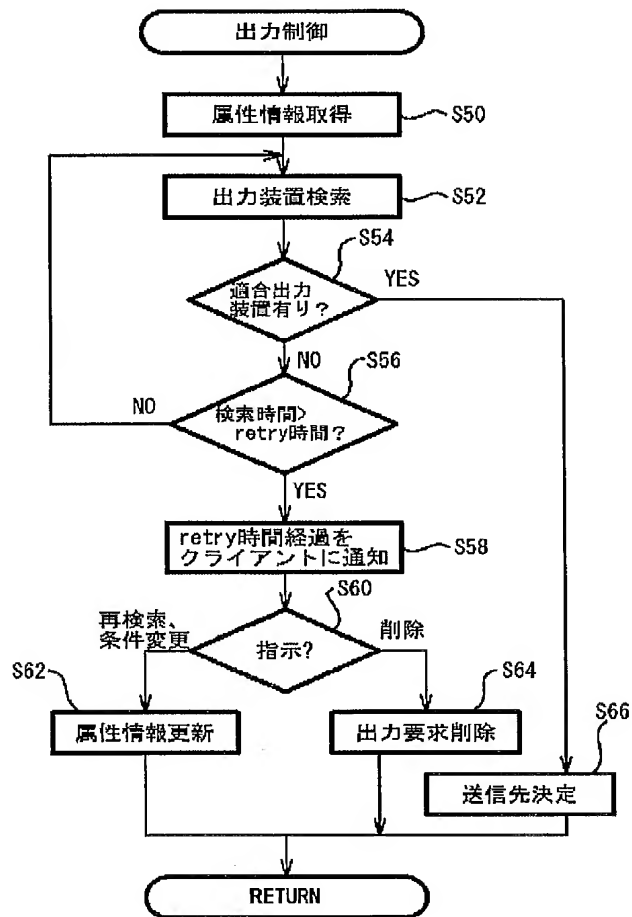 出力制御
属性情報取得
S50
出力装置検索
S52
S54
適合出力
装置有り?
YES
NO
S56
NO
検索時間>
retry時間?
YES
retry時間経過を
クライアントに通知
S58
S60
再検索、
条件変更
指示?
削除
S62
S64
属性情報更新
出力要求削除
S66
送信先決定
RETURN